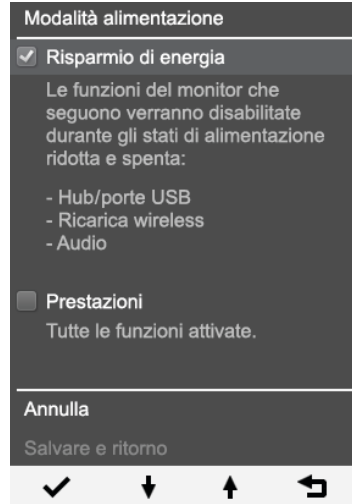 Modalità alimentazione
Risparmio di energia
Le funzioni del monitor che
seguono verranno disabilitate
durante gli stati di alimentazione
ridotta e spenta:
- Hub/porte USB
- Ricarica wireless
- Audio
Prestazioni
Tutte le funzioni attivate.
Annulla
Salvare e ritorno